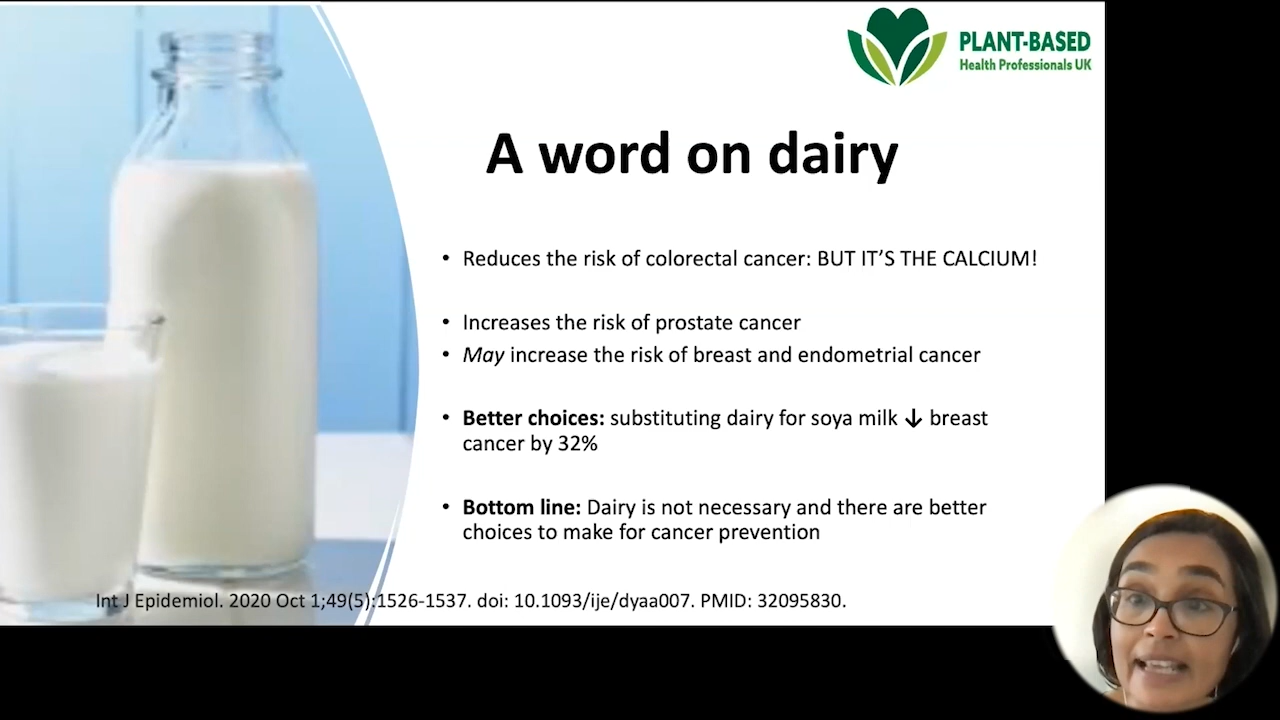 PLANT-BASED
Health Professionals UK
A word on dairy
• Reduces the risk of colorectal cancer: BUT IT'S THE CALCIUM!
• Increases the risk of prostate cancer
• May increase the risk of breast and endometrial cancer
• Better choices: substituting dairy for soya milk ↓ breast
cancer by 32%
• Bottom line: Dairy is not necessary and there are better
choices to make for cancer prevention
Int J Epidemiol. 2020 Oct 1;49(5):1526-1537. doi: 10.1093/ije/dyaa007. PMID: 32095830.